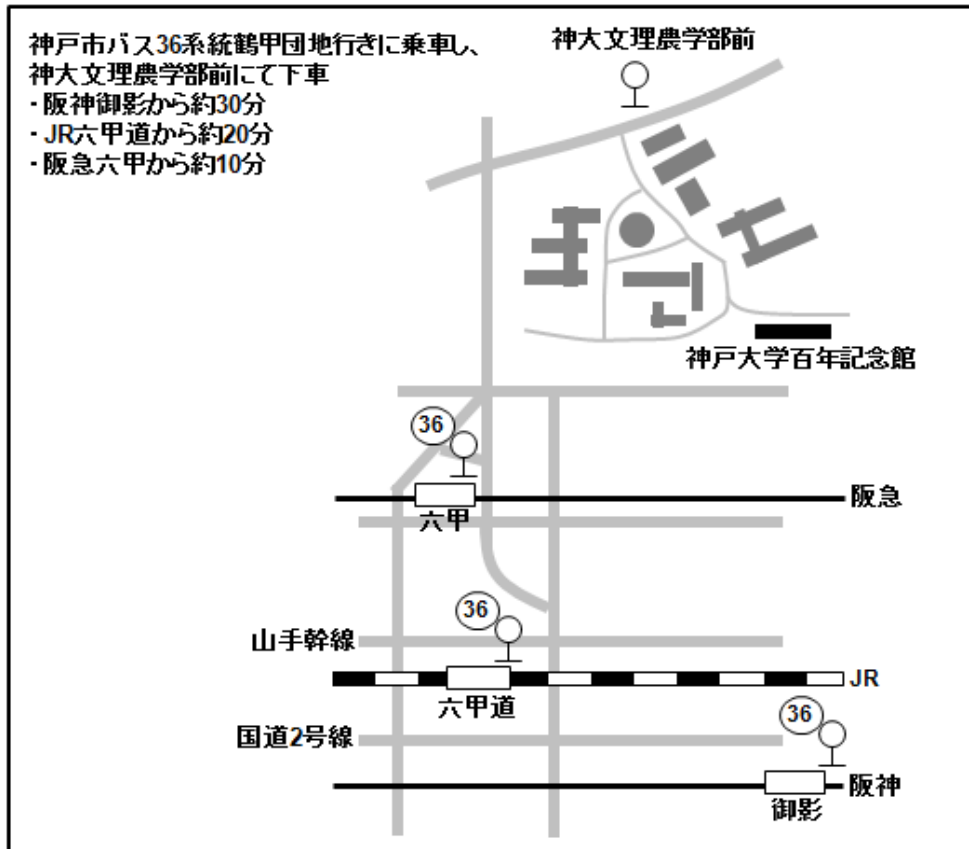 神戸市バス36系統鶴甲団地行きに乗車し、
神大文理農学部前にて下車
・阪神御影から約30分
・JR六甲道から約20分
・阪急六甲から約10分
神大文理農学部前
神戸大学百年記念館
36
阪急
六甲
36
山手幹線
JR
六甲道
36
国道2号線
阪神
御影